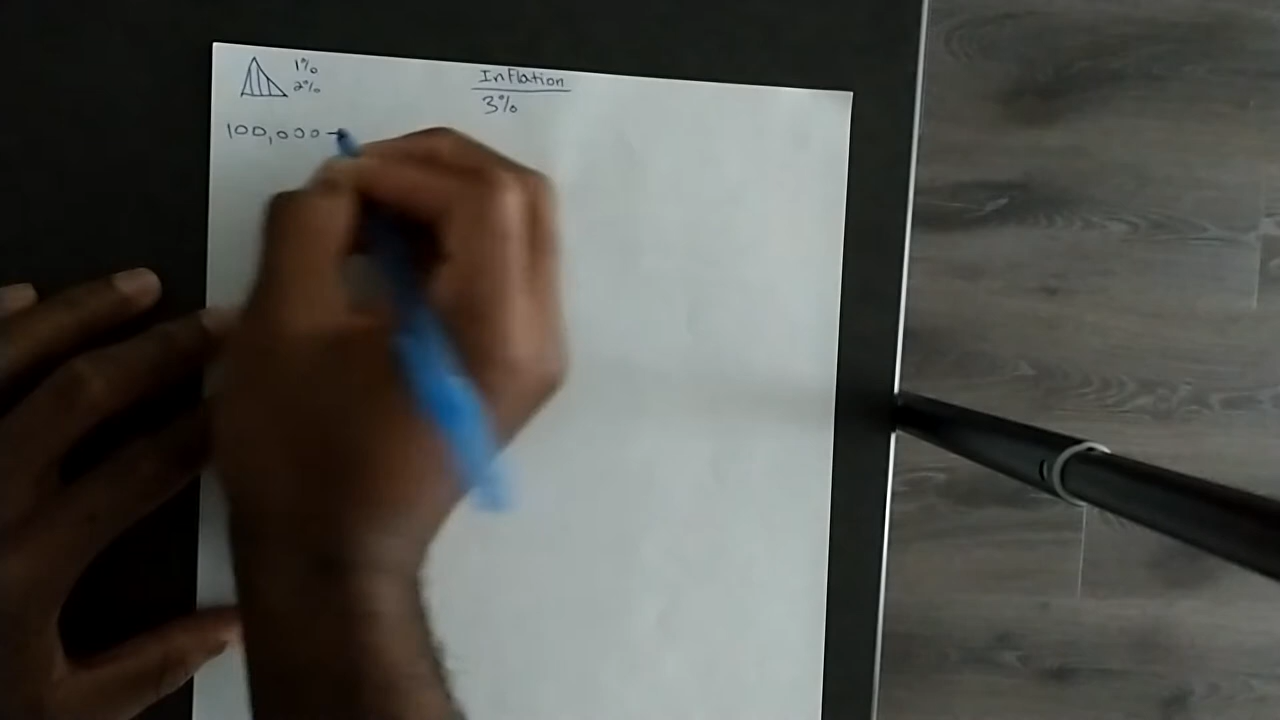 1%
2%
Inflation
3%
100,000 →